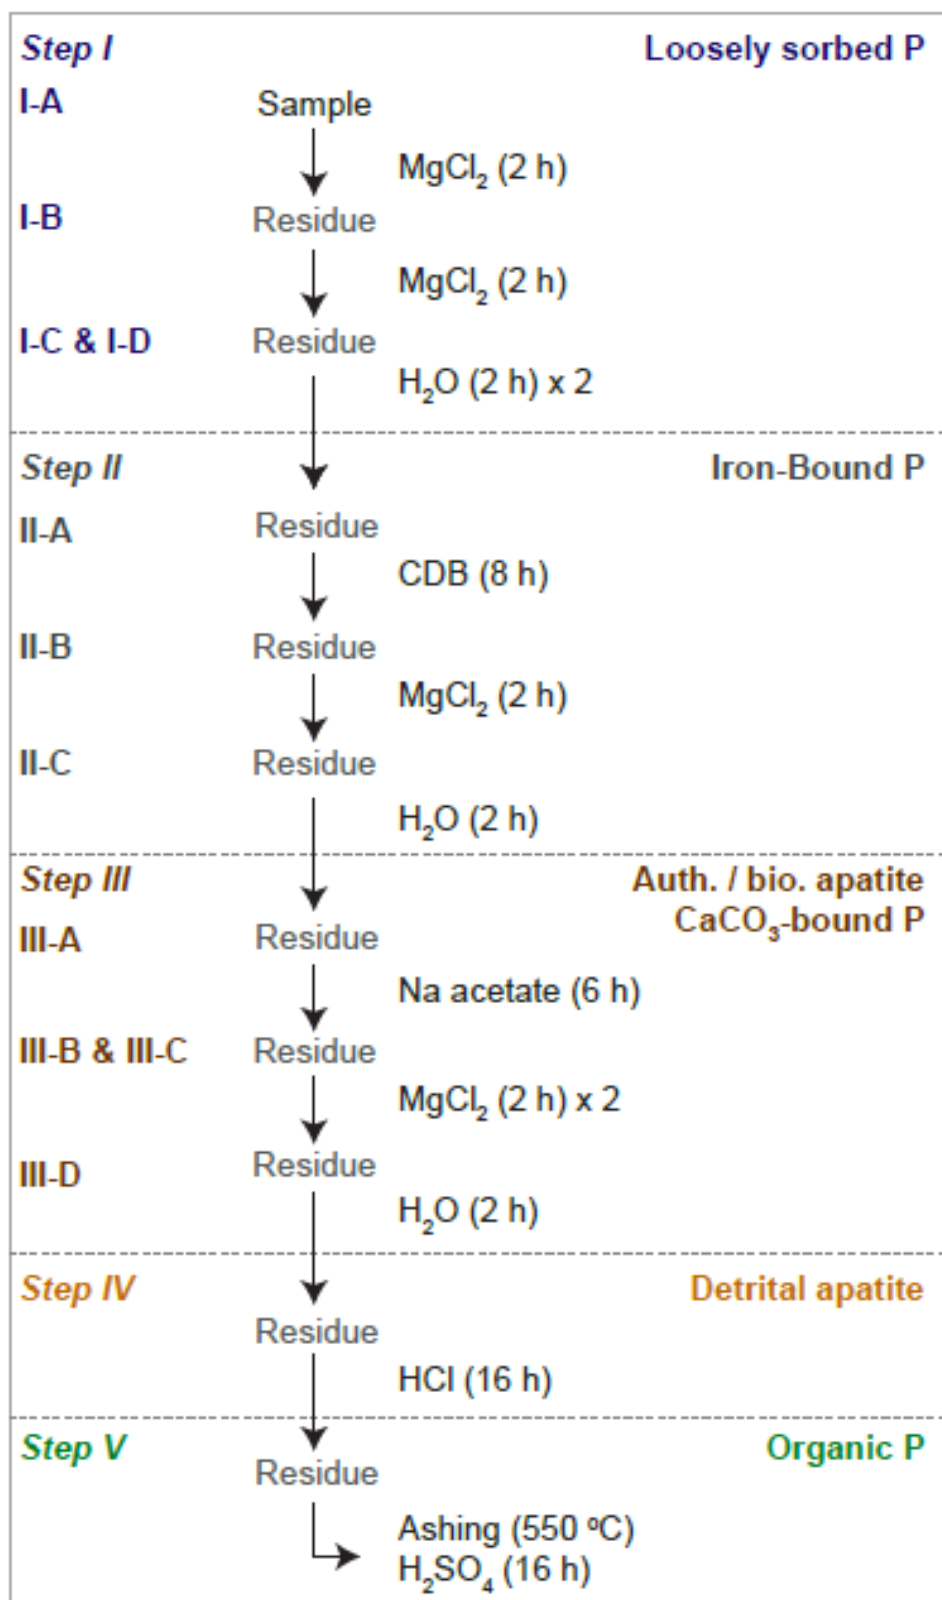 Step I Loosely sorbed P
I-A Sample
MgCl₂ (2 h)
I-B Residue
MgCl₂ (2 h)
I-C & I-D Residue
H₂O (2 h) x 2
Step II Iron-Bound P
II-A Residue
CDB (8 h)
II-B Residue
MgCl₂ (2 h)
II-C Residue
H₂O (2 h)
Step III Auth. / bio. apatite
CaCO₃-bound P
III-A Residue
Na acetate (6 h)
III-B & III-C Residue
MgCl₂ (2 h) x 2
III-D Residue
H₂O (2 h)
Step IV Detrital apatite
Residue
HCl (16 h)
Step V Organic P
Residue
Ashing (550 ºC)
H₂SO₄ (16 h)